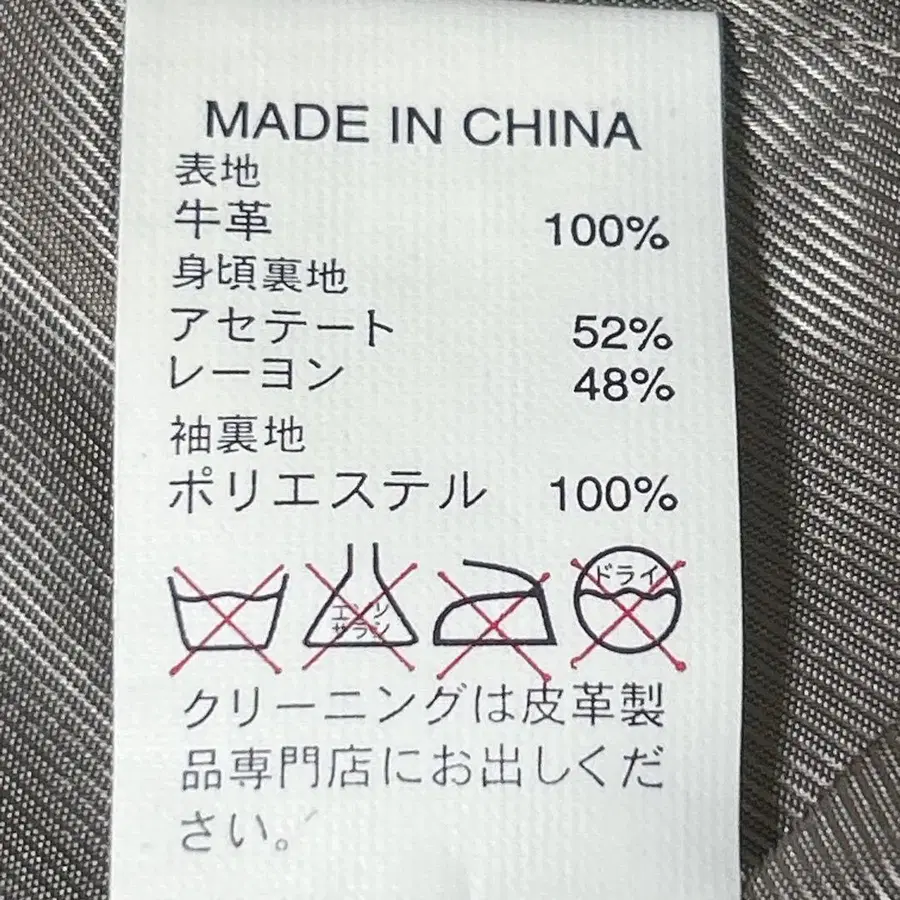 MADE IN CHINA
表地
牛革 100%
身頃裏地
アセテート 52%
レーヨン 48%
袖裏地
ポリエステル 100%
ドライ
クリーニングは皮革製
品専門店にお出しくだ
さい。